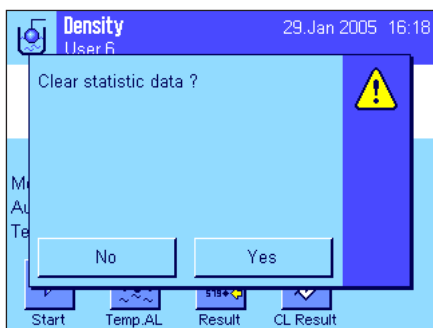 Density
29.Jan 2005 16:18
User 6
Clear statistic data ?
No
Yes
Start
Temp.AL
Result
CL Result